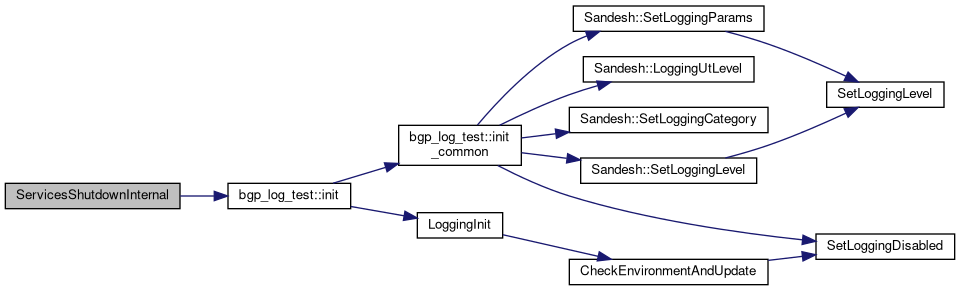 Sandesh::SetLoggingParams
Sandesh::LoggingUtLevel
SetLoggingLevel
Sandesh::SetLoggingCategory
bgp_log_test::init
_common
Sandesh::SetLoggingLevel
ServicesShutdownInternal
bgp_log_test::init
LoggingInit
SetLoggingDisabled
CheckEnvironmentAndUpdate